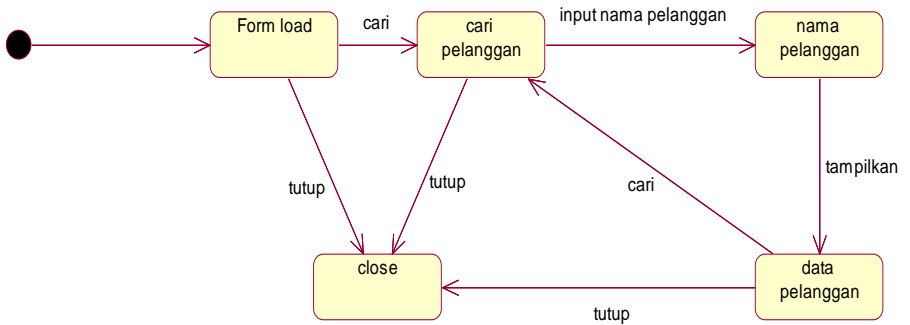 Form load
cari
cari
pelanggan
input nama pelanggan
nama
pelanggan
tutup
tutup
cari
tampilkan
close
tutup
data
pelanggan